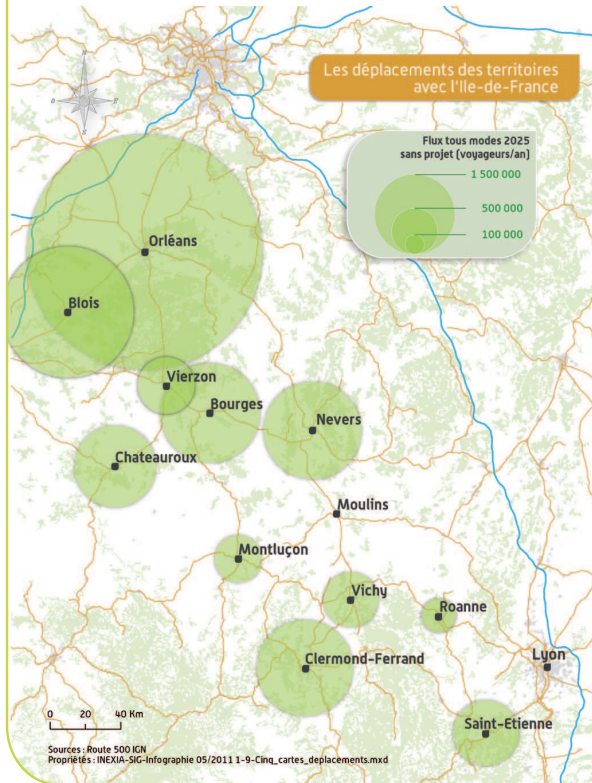 Les déplacements des territoires
avec l'Ile-de-France
N
O
E
S
Flux tous modes 2025
sans projet (voyageurs/an)
1 500 000
500 000
100 000
Orléans
Blois
Vierzon
Bourges
Nevers
Chateauroux
Moulins
Montluçon
Vichy
Roanne
Lyon
Clermond-Ferrand
Saint-Etienne
0 20 40 Km
Sources : Route 500 IGN
Propriétés : INEXIA-SIG-Infographie 05/2011 1-9-Cinq_cartes_deplacements.mxd